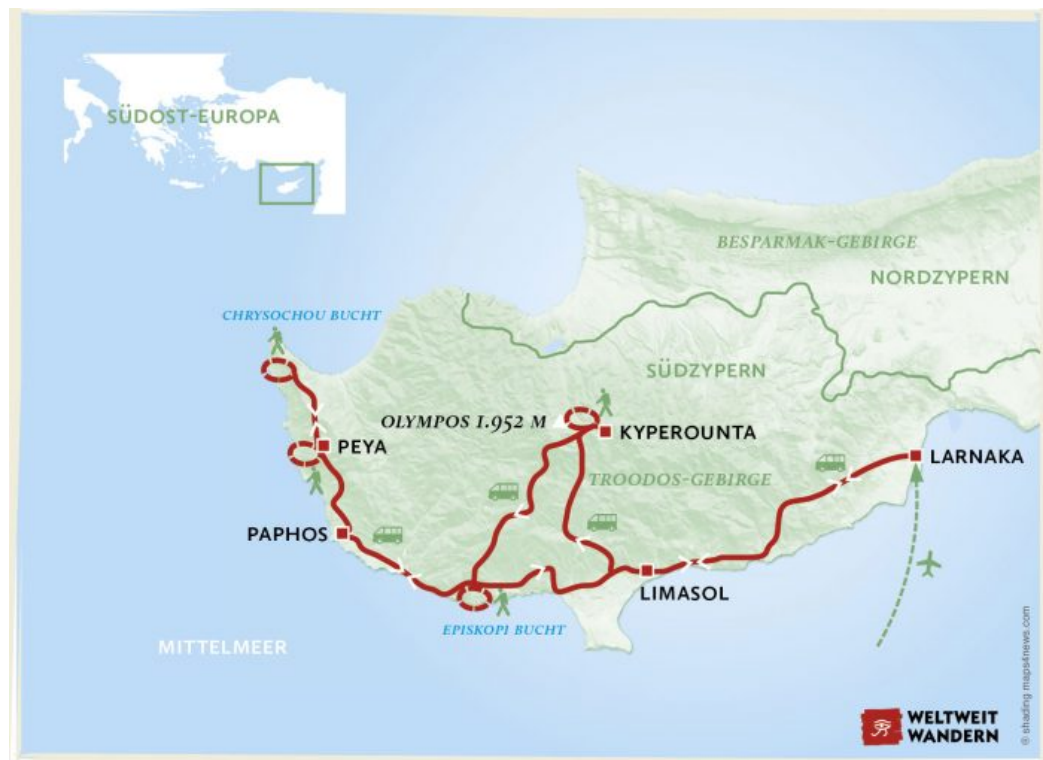 SÜDOST-EUROPA
BESPARMAK-GEBIRGE
NORDZYPERN
CHRYSOCHOU BUCHT
SÜDZYPERN
OLYMPOS 1.952 M
KYPEROUNTA
PEYA
LARNAKA
TROODOS-GEBIRGE
PAPHOS
LIMASOL
EPISKOPI BUCHT
MITTELMEER
WELTWEIT
WANDERN
© shading maps4news.com